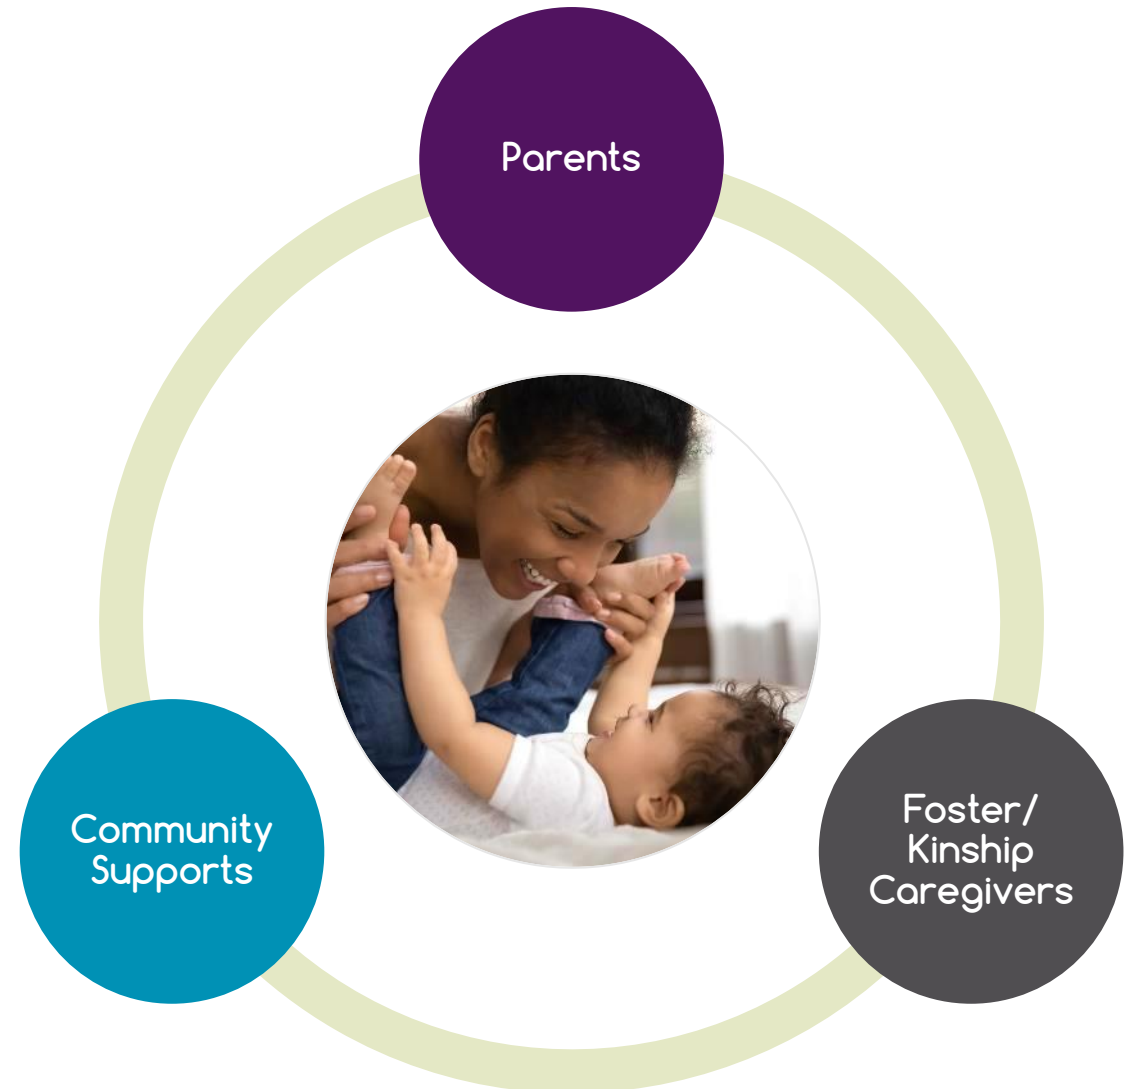 Parents
Community
Supports
Foster/
Kinship
Caregivers